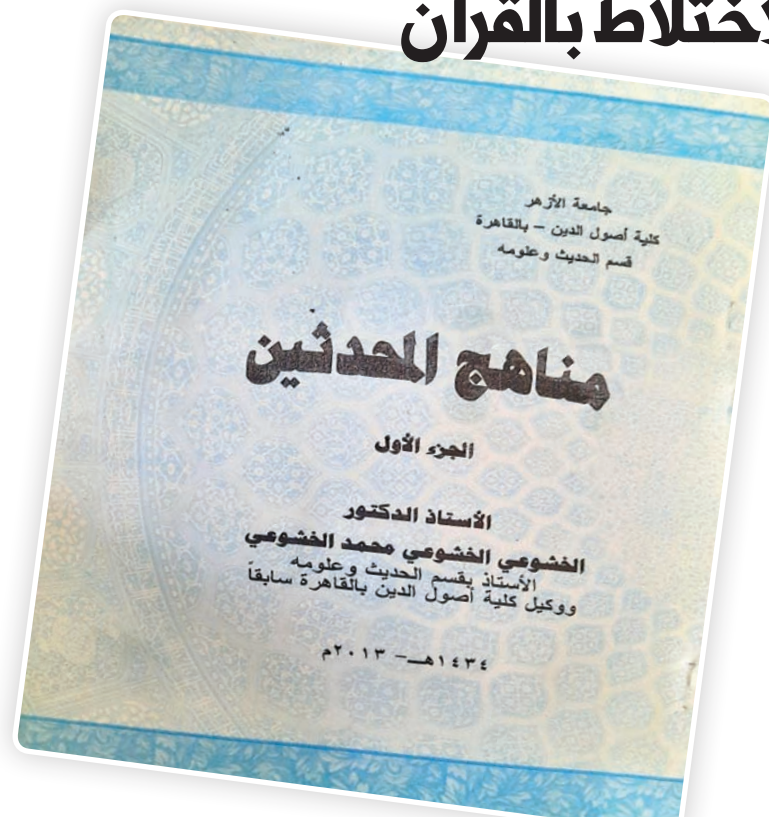 بالقرآن
جامعة الأزهر
كلية أصول الدين – بالقاهرة
قسم الحديث وعلومه
مناهج المحدثين
الجزء الأول
الأستاذ الدكتور
الخشوعي الخشوعي محمد الخشوعي
الأستاذ بقسم الحديث وعلومه
ووكيل كلية أصول الدين بالقاهرة سابقاً
١٤٣٤هـ – ٢٠١٣م